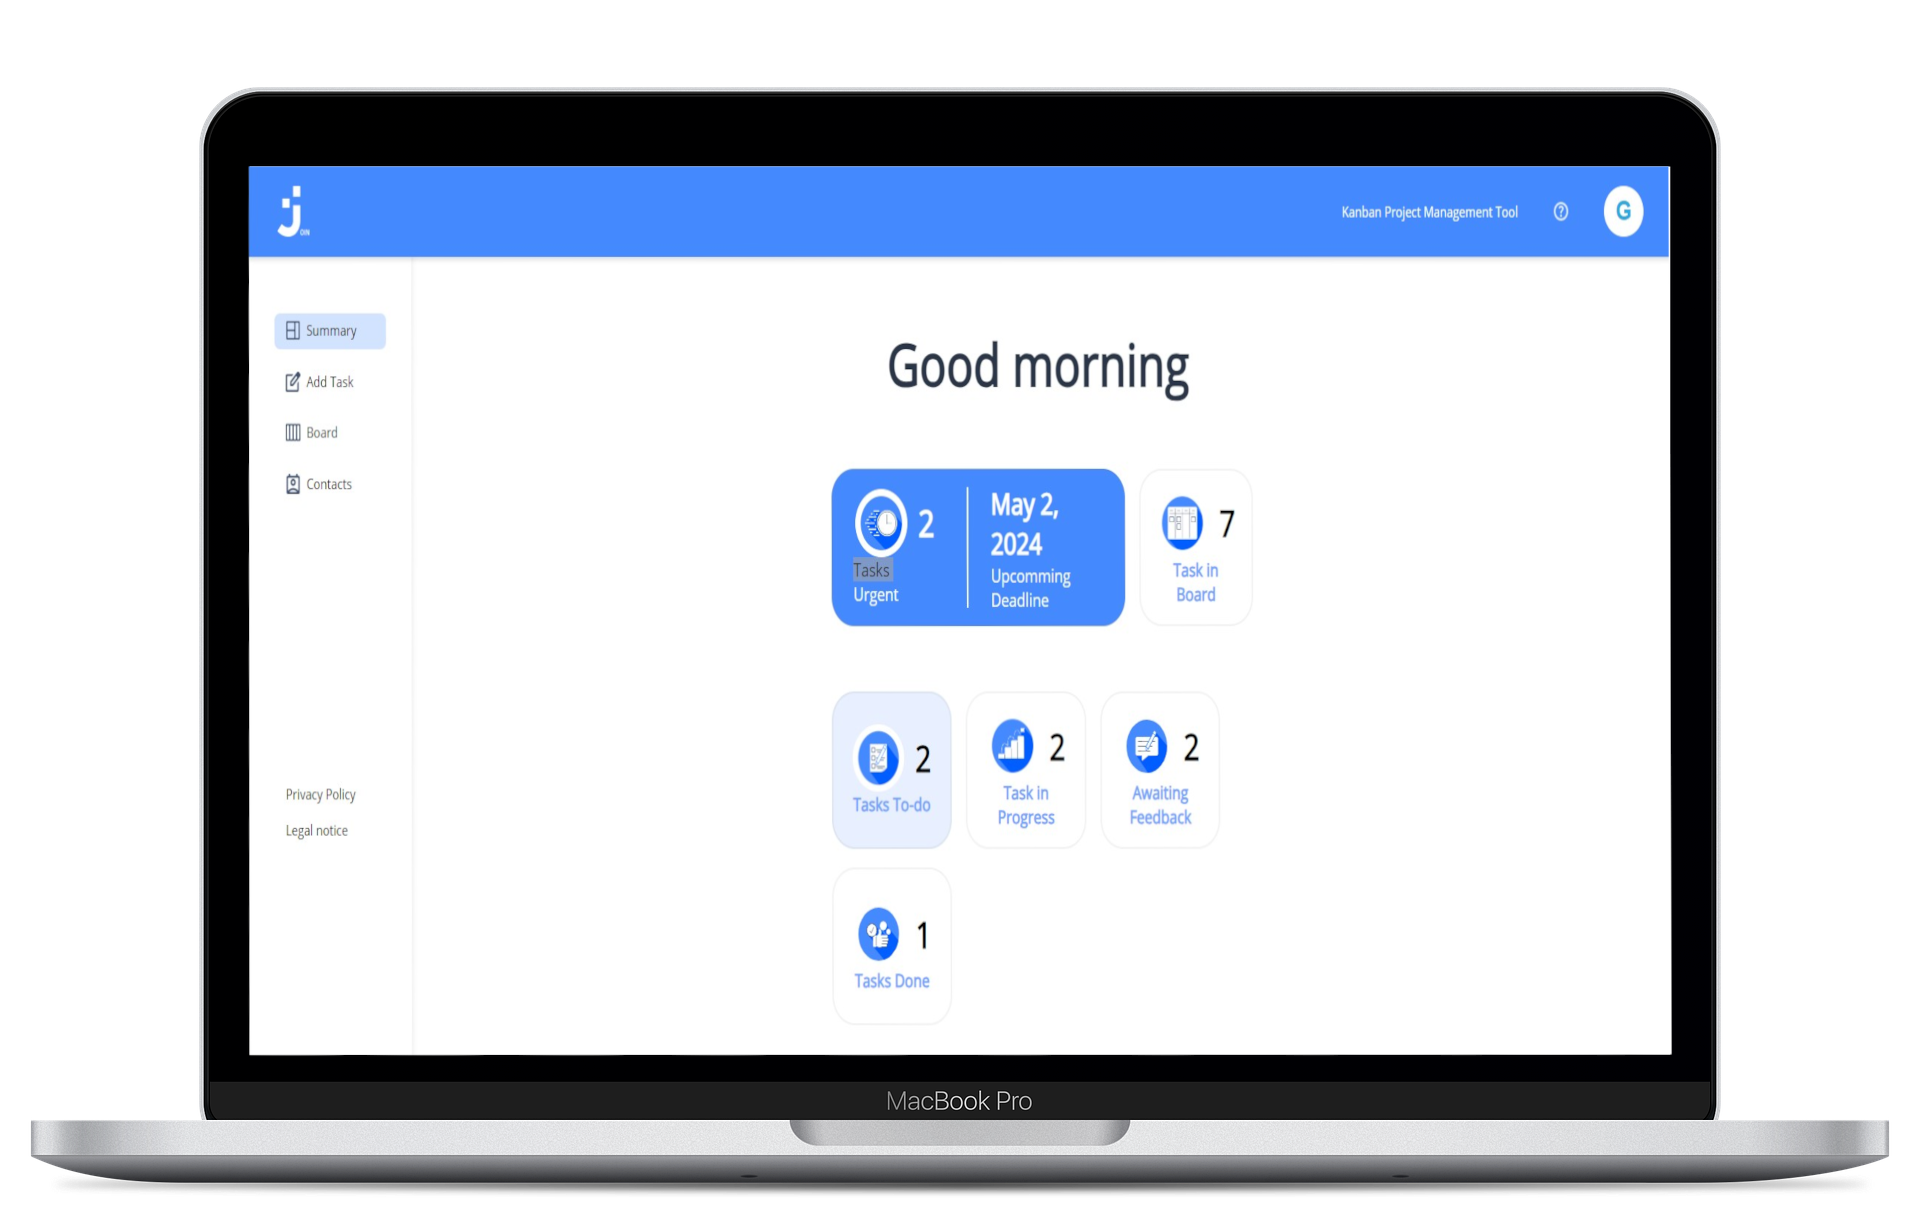 Join
Kanban Project Management Tool
?
G
Summary
Add Task
Board
Contacts
Privacy Policy
Legal notice
Good morning
2
Tasks
Urgent
May 2,
2024
Upcomming
Deadline
7
Task in
Board
2
Tasks To-do
2
Task in
Progress
2
Awaiting
Feedback
1
Tasks Done
MacBook Pro